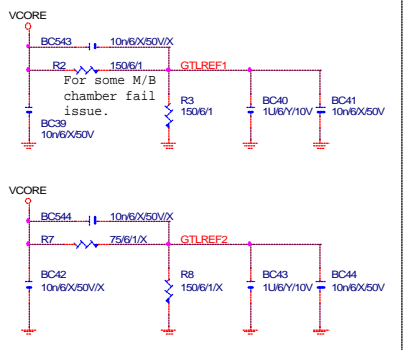 VCORE
BC543 10n/6/X/50V/X
R2 150/6/1 GTLREF1
For some M/B
chamber fail
issue.
R3
150/6/1
BC40
1U/6/Y/10V
BC41
10n/6/X/50V
BC39
10n/6/X/50V
VCORE
BC544 10n/6/X/50V/X
R7 75/6/1/X GTLREF2
BC42
10n/6/X/50V//X
R8
150/6/1/X
BC43
1U/6/Y/10V
BC44
10n/6/X/50V